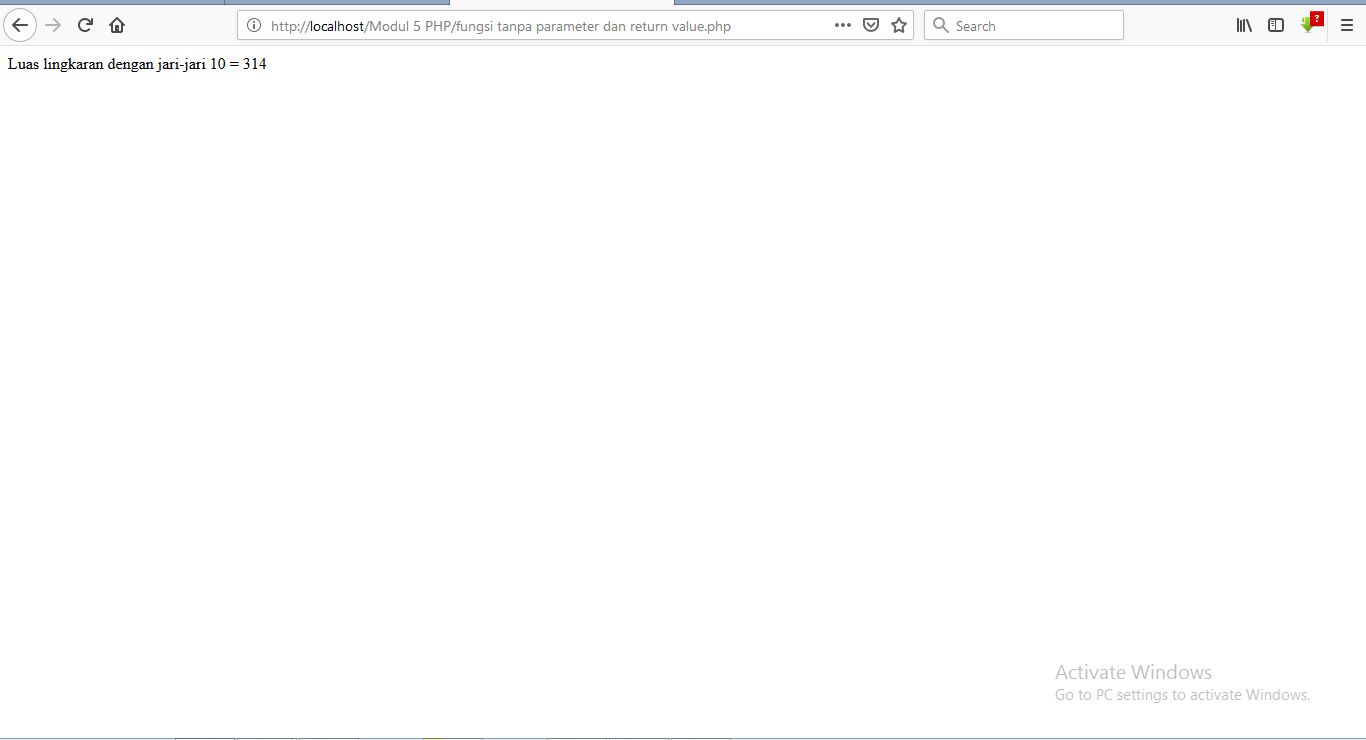 http://localhost/Modul 5 PHP/fungsi tanpa parameter dan return value.php
Search
?
Luas lingkaran dengan jari-jari 10 = 314
Activate Windows
Go to PC settings to activate Windows.